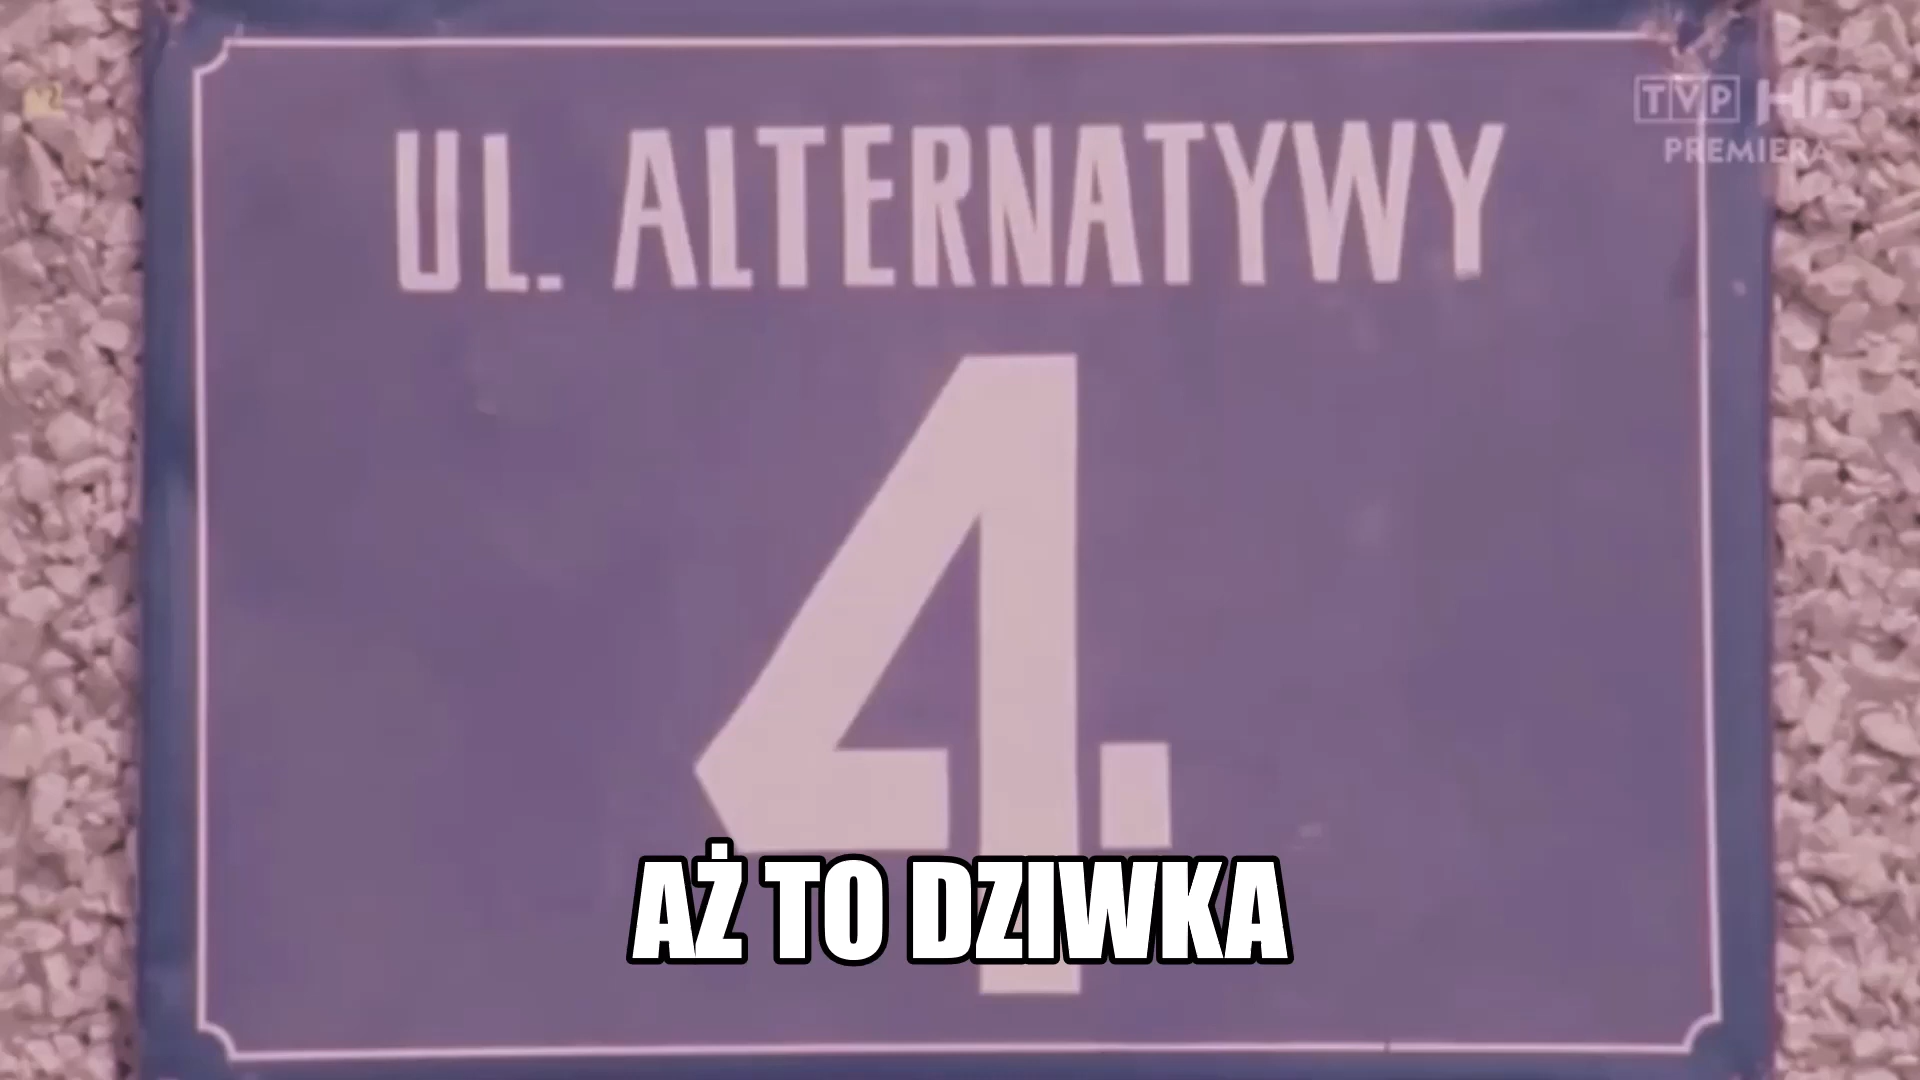 TVP HD
PREMIERA
UL. ALTERNATYWY
4.
AŻ TO DZIWKA